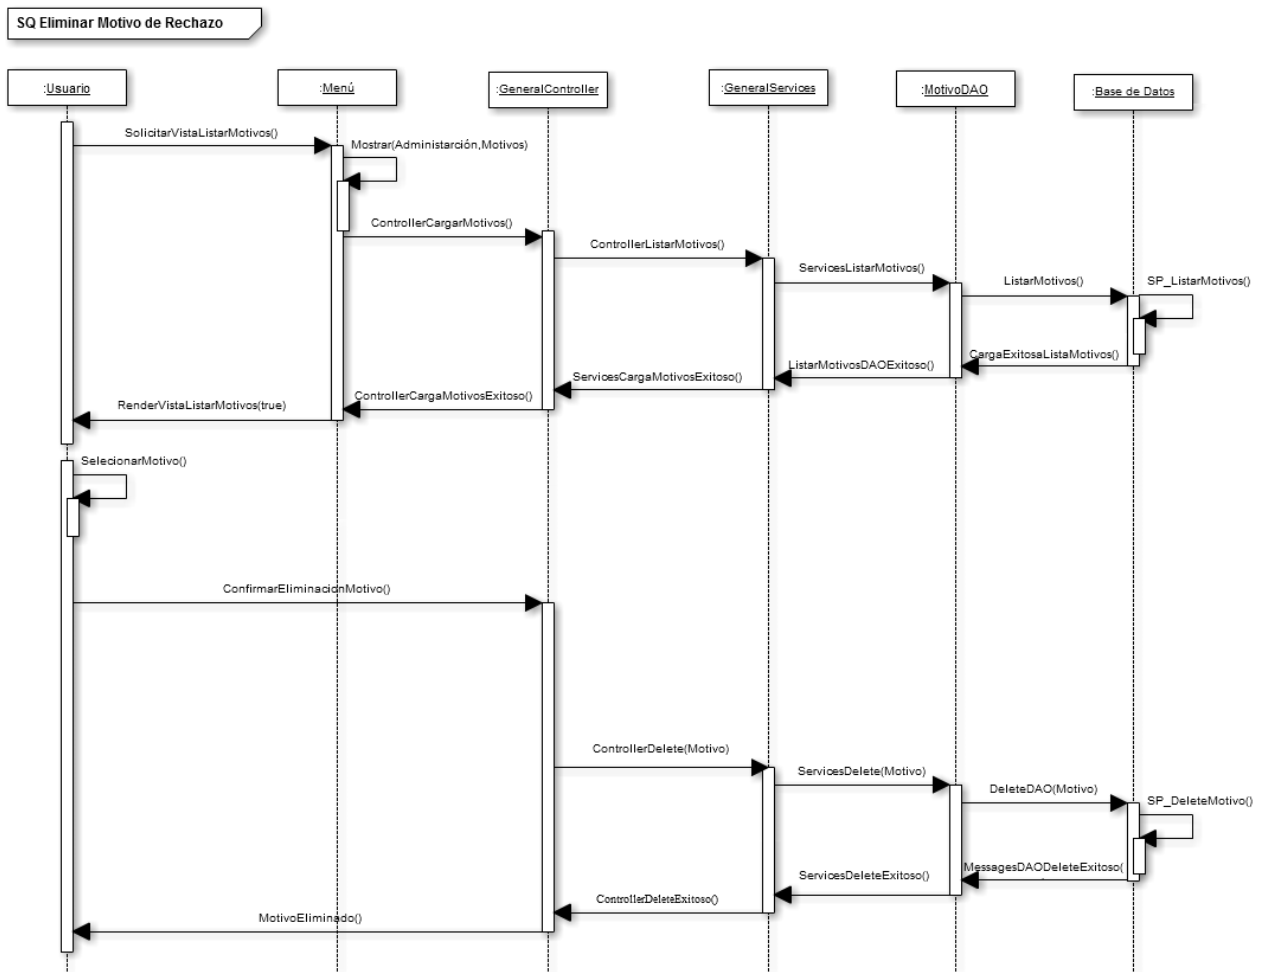 SQ Eliminar Motivo de Rechazo
:Usuario
:Menú
:GeneralController
:GeneralServices
:MotivoDAO
:Base de Datos
SolicitarVistaListarMotivos()
Mostrar(Administarción,Motivos)
ControllerCargarMotivos()
ControllerListarMotivos()
ServicesListarMotivos()
ListarMotivos()
SP_ListarMotivos()
CargaExitosaListaMotivos()
ListarMotivosDAOExitoso()
ServicesCargaMotivosExitoso()
ControllerCargaMotivosExitoso()
RenderVistaListarMotivos(true)
SelecionarMotivo()
ConfirmarEliminacionMotivo()
ControllerDelete(Motivo)
ServicesDelete(Motivo)
DeleteDAO(Motivo)
SP_DeleteMotivo()
MessagesDAODeleteExitoso(
ServicesDeleteExitoso()
ControllerDeleteExitoso()
MotivoEliminado()